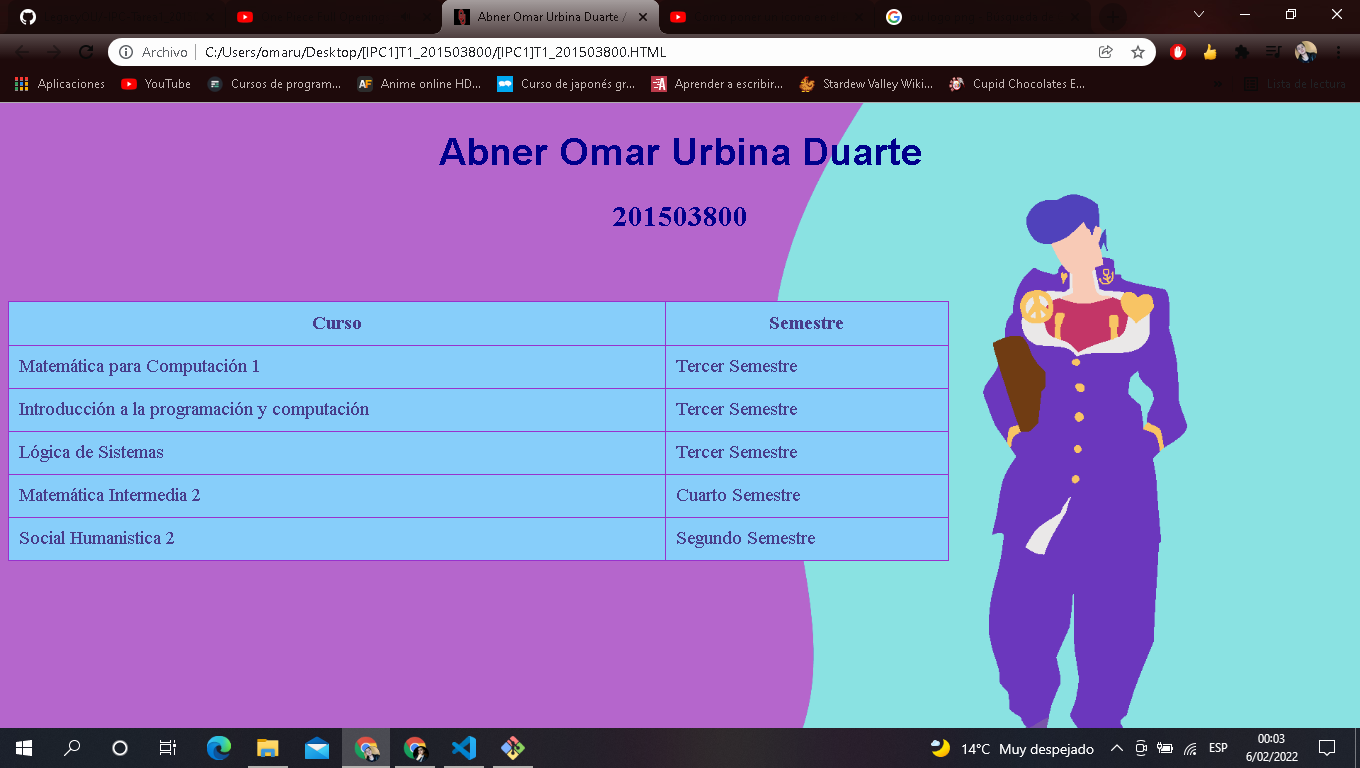 Abner Omar Urbina Duarte /
Archivo
C:/Users/omaru/Desktop/[IPC1]T1_201503800/[IPC1]T1_201503800.HTML
Aplicaciones
YouTube
Cursos de program...
AF
Anime online HD...
Curso de japonés gr...
Aprender a escribir...
Stardew Valley Wiki...
Cupid Chocolates E...
Lista de lectura
Abner Omar Urbina Duarte
201503800
Curso Semestre
Matemática para Computación 1 Tercer Semestre
Introducción a la programación y computación Tercer Semestre
Lógica de Sistemas Tercer Semestre
Matemática Intermedia 2 Cuarto Semestre
Social Humanistica 2 Segundo Semestre
14°C Muy despejado
ESP
00:03
6/02/2022